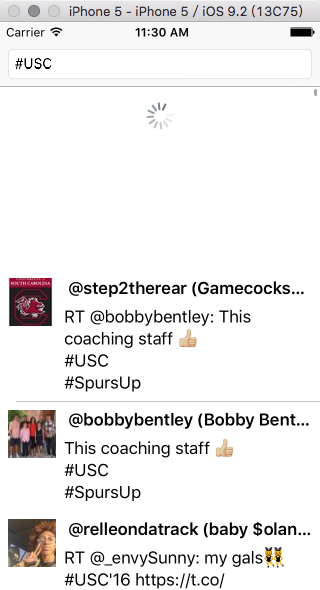 iPhone 5 - iPhone 5 / iOS 9.2 (13C75)
Carrier 11:30 AM
#USC
SOUTH CAROLINA
@step2therear (Gamecocks...
RT @bobbybentley: This
coaching staff 👍🏼
#USC
#SpursUp
@bobbybentley (Bobby Bent...
This coaching staff 👍🏼
#USC
#SpursUp
@relleondatrack (baby $olan...
RT @_envySunny: my gals👯
#USC'16 https://t.co/